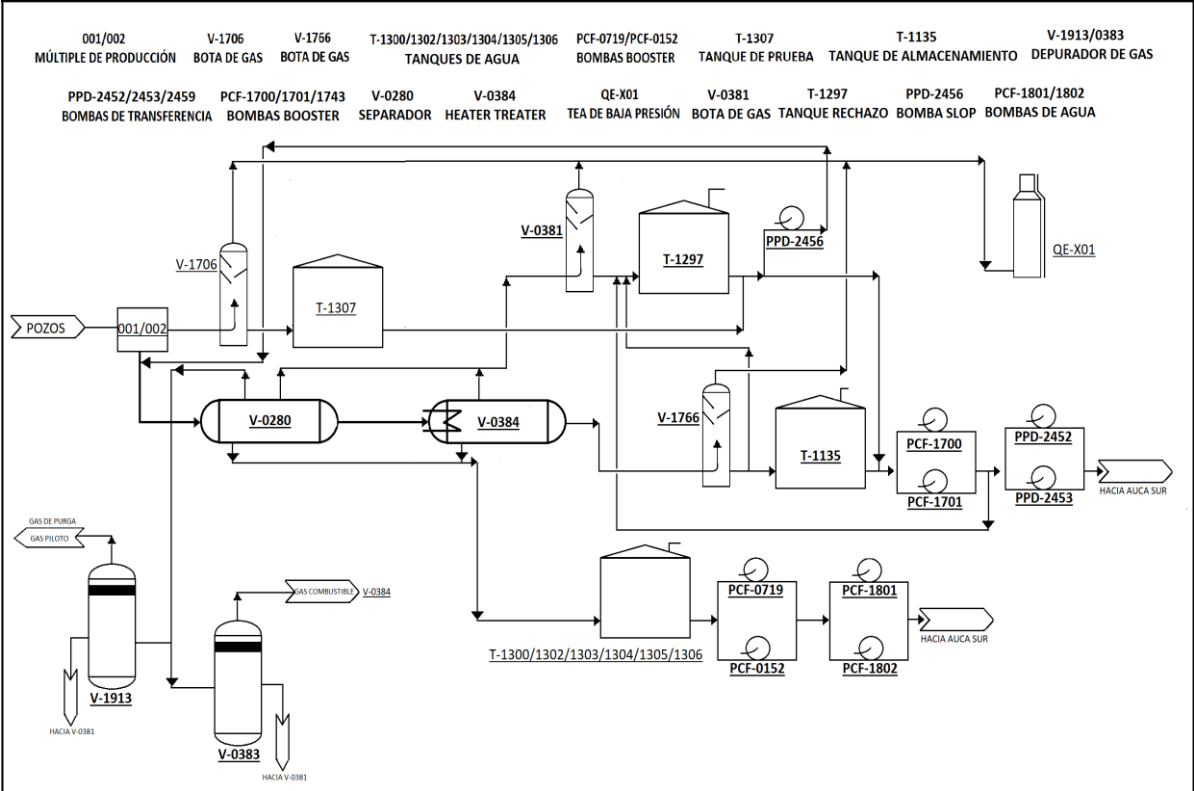 001/002 V-1706 V-1766 T-1300/1302/1303/1304/1305/1306 PCF-0719/PCF-0152 T-1307 T-1135 V-1913/0383
MÚLTIPLE DE PRODUCCIÓN BOTA DE GAS BOTA DE GAS TANQUES DE AGUA BOMBAS BOOSTER TANQUE DE PRUEBA TANQUE DE ALMACENAMIENTO DEPURADOR DE GAS
PPD-2452/2453/2459 PCF-1700/1701/1743 V-0280 V-0384 QE-X01 V-0381 T-1297 PPD-2456 PCF-1801/1802
BOMBAS DE TRANSFERENCIA BOMBAS BOOSTER SEPARADOR HEATER TREATER TEA DE BAJA PRESIÓN BOTA DE GAS TANQUE RECHAZO BOMBA SLOP BOMBAS DE AGUA
V-0381
PPD-2456
V-1706
T-1297
QE-X01
T-1307
POZOS
001/002
V-0280
V-0384
V-1766
T-1135
PCF-1700
PPD-2452
PCF-1701
PPD-2453
HACIA AUCA SUR
GAS DE PURGA
GAS PILOTO
GAS COMBUSTIBLE
V-0384
PCF-0719
PCF-1801
HACIA AUCA SUR
T-1300/1302/1303/1304/1305/1306
PCF-0152
PCF-1802
V-1913
HACIA V-0381
V-0383
HACIA V-0381